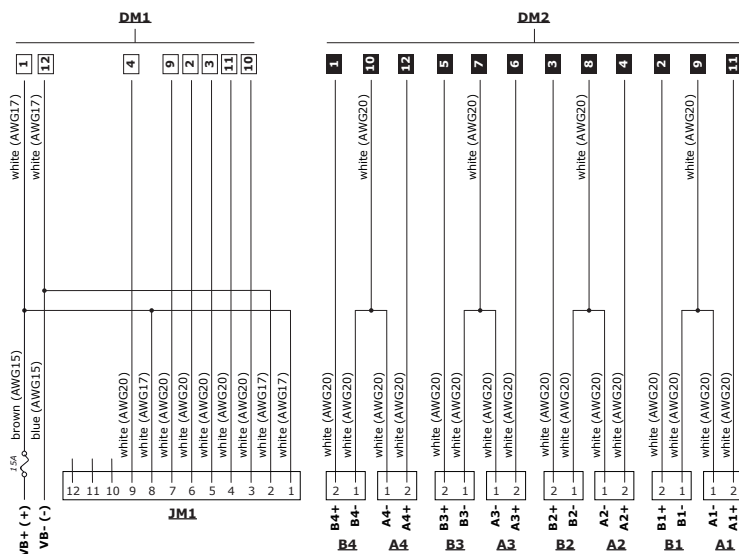 DM1 DM2
1 12 4 9 2 3 11 10 1 10 12 5 7 6 3 8 4 2 9 11
white (AWG17) white (AWG17) white (AWG20) white (AWG20) white (AWG20) white (AWG20)
brown (AWG15) blue (AWG15) white (AWG20) white (AWG17) white (AWG20) white (AWG20) white (AWG20) white (AWG20) white (AWG20) white (AWG17) white (AWG17) white (AWG20) white (AWG20) white (AWG20) white (AWG20) white (AWG20) white (AWG20) white (AWG20) white (AWG20) white (AWG20) white (AWG20) white (AWG20) white (AWG20) white (AWG20) white (AWG20) white (AWG20) white (AWG20)
15A
12 11 10 9 8 7 6 5 4 3 2 1 2 1 1 2 2 1 1 2 2 1 1 2 2 1 1 2
VB+ (+) VB- (-) JM1 B4+ B4- A4- A4+ B3+ B3- A3- A3+ B2+ B2- A2- A2+ B1+ B1- A1- A1+
B4 A4 B3 A3 B2 A2 B1 A1